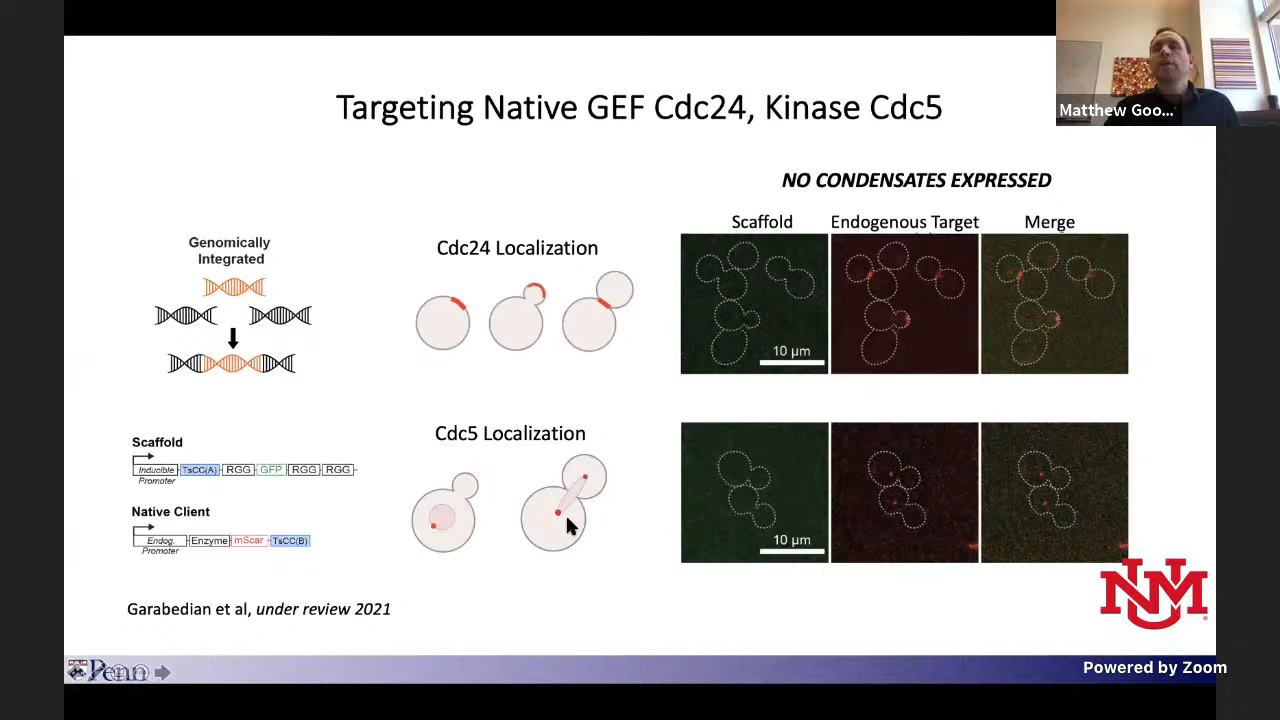 Matthew Goo...
Targeting Native GEF Cdc24, Kinase Cdc5
NO CONDENSATES EXPRESSED
Scaffold
Endogenous Target
Merge
Genomically
Integrated
Cdc24 Localization
10 μm
Cdc5 Localization
10 μm
Scaffold
Inducible
Promoter
TsCC(A)
RGG
GFP
RGG
RGG
Native Client
Endog.
Promoter
Enzyme
mScar
TsCC(B)
Garabedian et al, under review 2021
UNM
Penn
Powered by Zoom